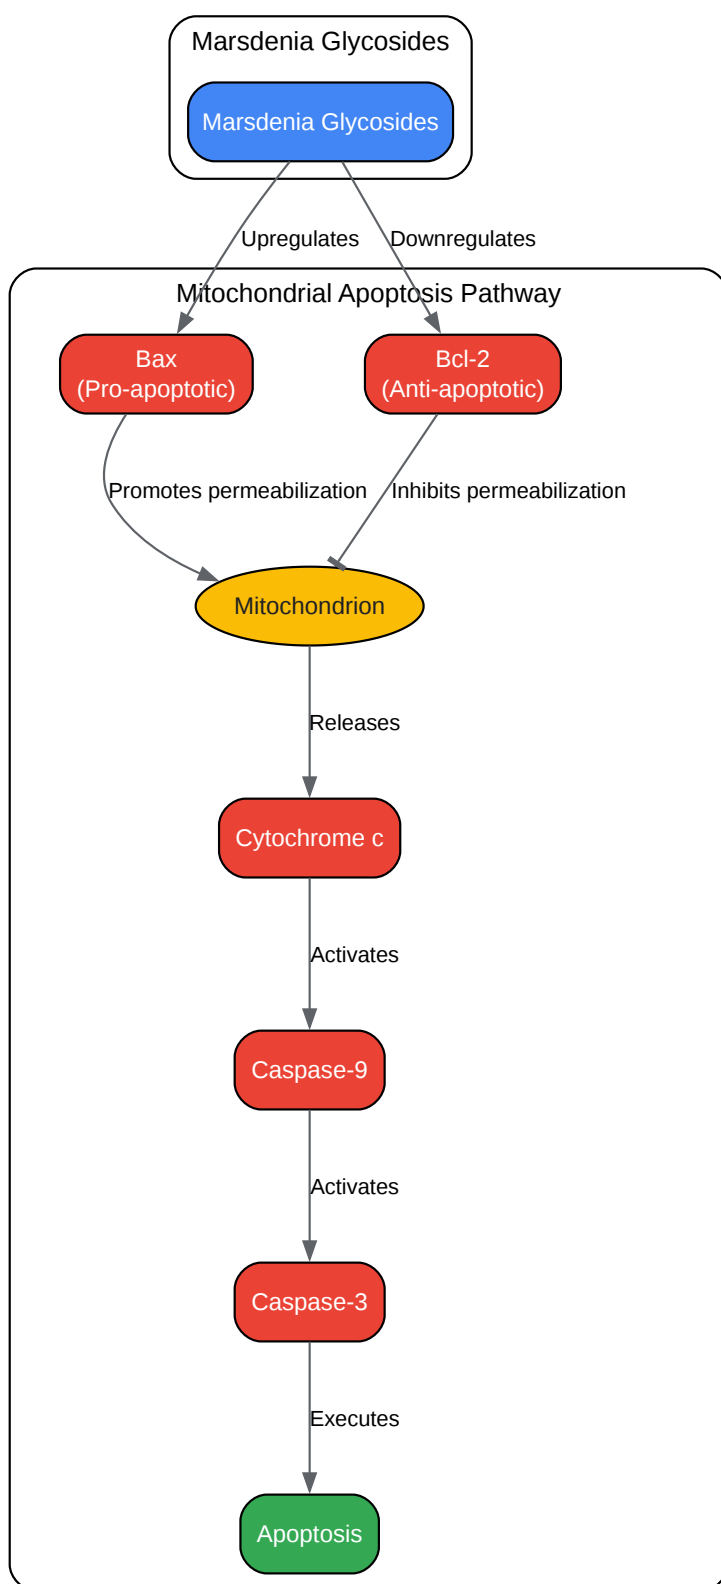 Marsdenia Glycosides
Marsdenia Glycosides
Upregulates
Downregulates
Mitochondrial Apoptosis Pathway
Bax
(Pro-apoptotic)
Bcl-2
(Anti-apoptotic)
Promotes permeabilization
Inhibits permeabilization
Mitochondrion
Releases
Cytochrome c
Activates
Caspase-9
Activates
Caspase-3
Executes
Apoptosis